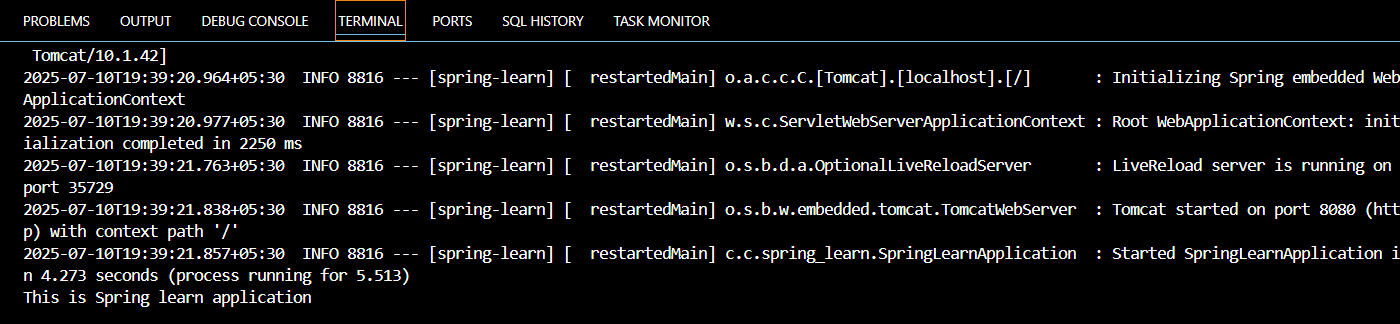 PROBLEMS OUTPUT DEBUG CONSOLE TERMINAL PORTS SQL HISTORY TASK MONITOR
Tomcat/10.1.42]
2025-07-10T19:39:20.964+05:30  INFO 8816 --- [spring-learn] [  restartedMain] o.a.c.c.C.[Tomcat].[localhost].[/]       : Initializing Spring embedded Web
ApplicationContext
2025-07-10T19:39:20.977+05:30  INFO 8816 --- [spring-learn] [  restartedMain] w.s.c.ServletWebServerApplicationContext : Root WebApplicationContext: init
ialization completed in 2250 ms
2025-07-10T19:39:21.763+05:30  INFO 8816 --- [spring-learn] [  restartedMain] o.s.b.d.a.OptionalLiveReloadServer       : LiveReload server is running on
port 35729
2025-07-10T19:39:21.838+05:30  INFO 8816 --- [spring-learn] [  restartedMain] o.s.b.w.embedded.tomcat.TomcatWebServer  : Tomcat started on port 8080 (htt
p) with context path '/'
2025-07-10T19:39:21.857+05:30  INFO 8816 --- [spring-learn] [  restartedMain] c.c.spring_learn.SpringLearnApplication  : Started SpringLearnApplication i
n 4.273 seconds (process running for 5.513)
This is Spring learn application